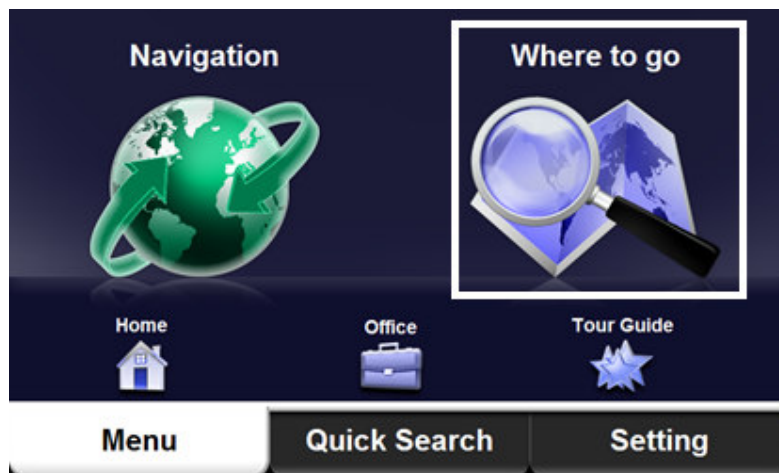 Navigation
Where to go
Home
Office
Tour Guide
Menu
Quick Search
Setting